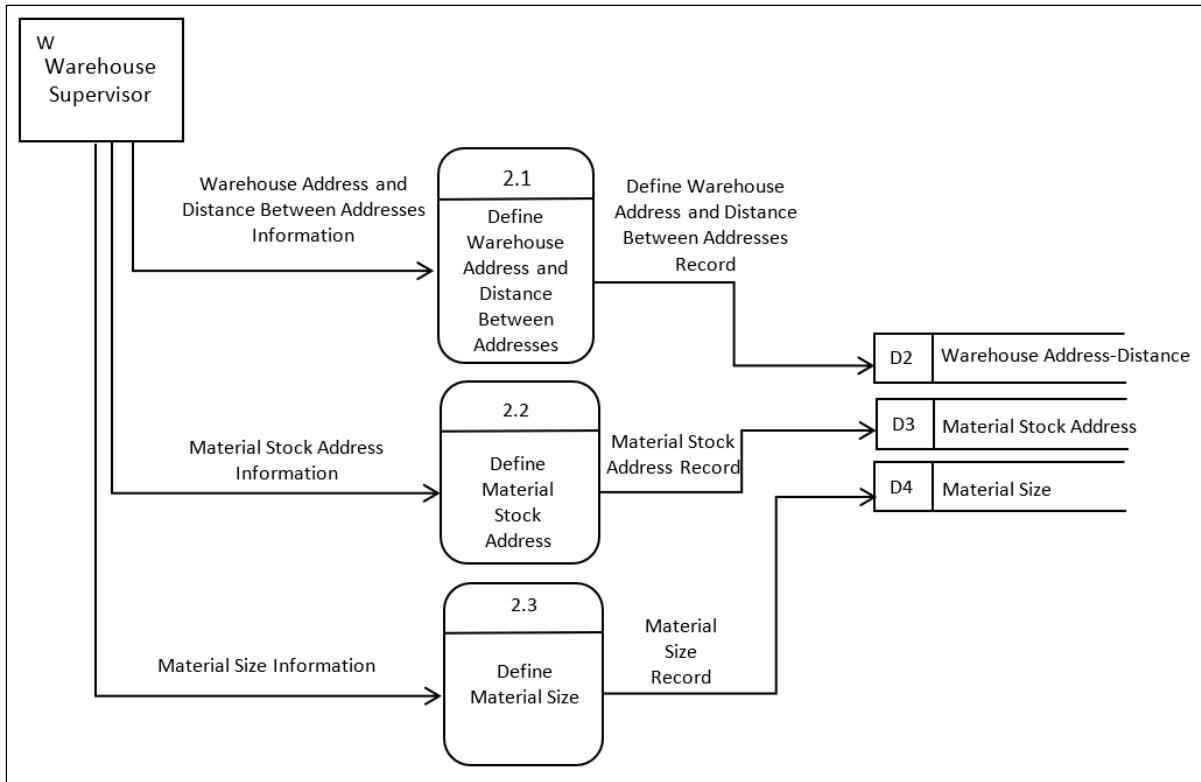 W
Warehouse
Supervisor
Warehouse Address and
Distance Between Addresses
Information
2.1
Define
Warehouse
Address and
Distance
Between
Addresses
Define Warehouse
Address and Distance
Between Addresses
Record
D2
Warehouse Address-Distance
Material Stock Address
Information
2.2
Define
Material
Stock
Address
Material Stock
Address Record
D3
Material Stock Address
D4
Material Size
Material Size Information
2.3
Define
Material Size
Material
Size
Record